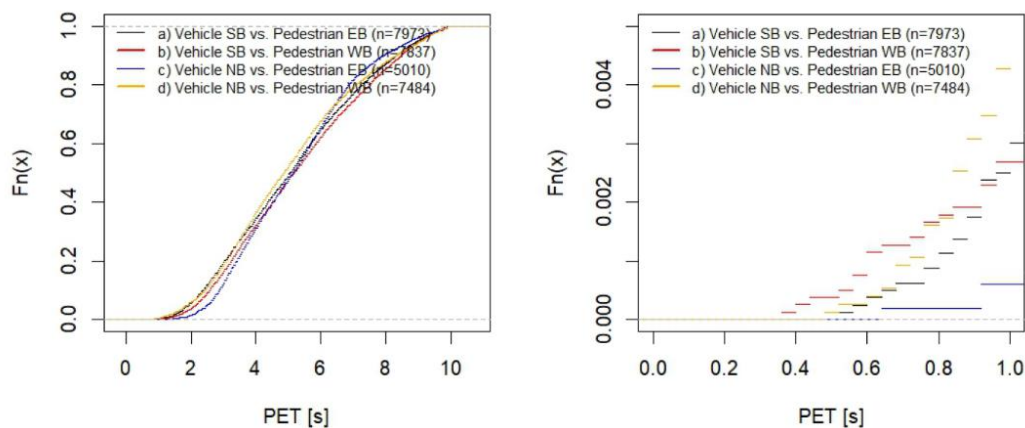 a) Vehicle SB vs. Pedestrian EB (n=7973)
b) Vehicle SB vs. Pedestrian WB (n=7837)
c) Vehicle NB vs. Pedestrian EB (n=5010)
d) Vehicle NB vs. Pedestrian WB (n=7484)
Fn(x)
1.0
0.8
0.6
0.4
0.2
0.0
0 2 4 6 8 10
PET [s]
a) Vehicle SB vs. Pedestrian EB (n=7973)
b) Vehicle SB vs. Pedestrian WB (n=7837)
c) Vehicle NB vs. Pedestrian EB (n=5010)
d) Vehicle NB vs. Pedestrian WB (n=7484)
Fn(x)
0.004
0.002
0.000
0.0 0.2 0.4 0.6 0.8 1.0
PET [s]